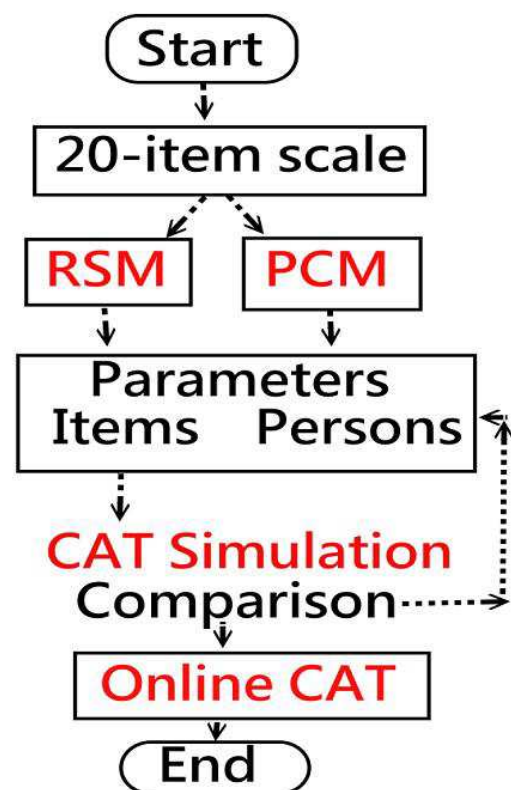 Start
20-item scale
RSM PCM
Parameters
Items Persons
CAT Simulation
Comparison
Online CAT
End